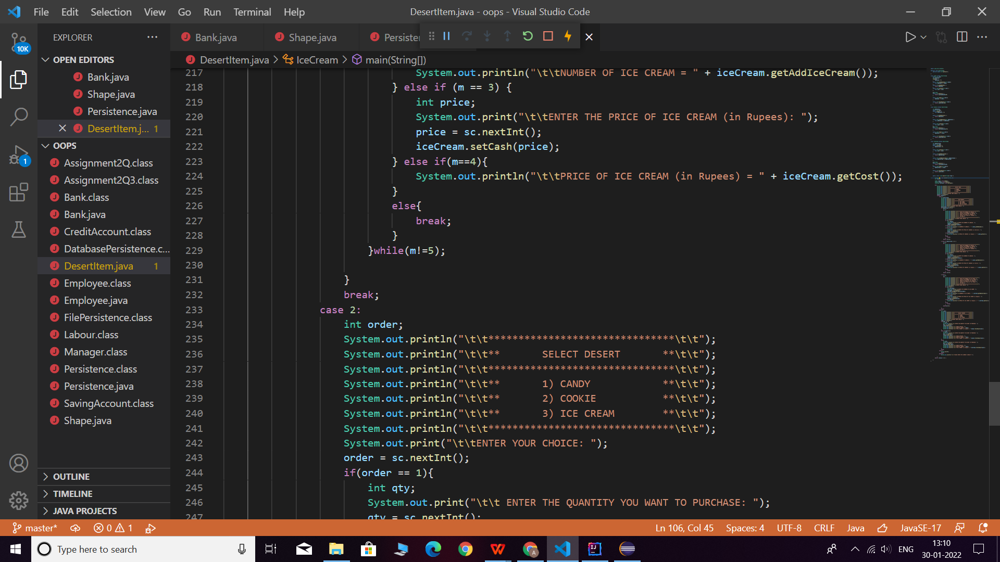 File Edit Selection View Go Run Terminal Help DesertItem.java - oops - Visual Studio Code
EXPLORER
Bank.java Shape.java Persister
10K
OPEN EDITORS
DesertItem.java > IceCream > main(String[])
Bank.java
Shape.java
Persistence.java
DesertItem.j... 1
OOPS
Assignment2Q.class
Assignment2Q3.class
Bank.class
Bank.java
CreditAccount.class
DatabasePersistence.c...
DesertItem.java 1
Employee.class
Employee.java
FilePersistence.class
Labour.class
Manager.class
Persistence.class
Persistence.java
SavingAccount.class
Shape.java
OUTLINE
TIMELINE
JAVA PROJECTS
1
217 System.out.println("\t\tNUMBER OF ICE CREAM = " + iceCream.getAddIceCream());
218 } else if (m == 3) {
219 int price;
220 System.out.print("\t\tENTER THE PRICE OF ICE CREAM (in Rupees): ");
221 price = sc.nextInt();
222 iceCream.setCash(price);
223 } else if(m==4){
224 System.out.println("\t\tPRICE OF ICE CREAM (in Rupees) = " + iceCream.getCost());
225 }
226 else{
227 break;
228 }
229 }while(m!=5);
230
231 }
232 break;
233 case 2:
234 int order;
235 System.out.println("\t\t*******************************\t\t");
236 System.out.println("\t\t**       SELECT DESERT       **\t\t");
237 System.out.println("\t\t*******************************\t\t");
238 System.out.println("\t\t**       1) CANDY            **\t\t");
239 System.out.println("\t\t**       2) COOKIE           **\t\t");
240 System.out.println("\t\t**       3) ICE CREAM        **\t\t");
241 System.out.println("\t\t*******************************\t\t");
242 System.out.print("\t\tENTER YOUR CHOICE: ");
243 order = sc.nextInt();
244 if(order == 1){
245 int qty;
246 System.out.print("\t\t ENTER THE QUANTITY YOU WANT TO PURCHASE: ");
247 qty = sc.nextInt();
master* 0 1 Ln 106, Col 45 Spaces: 4 UTF-8 CRLF Java JavaSE-17
Type here to search ENG 13:10
30-01-2022